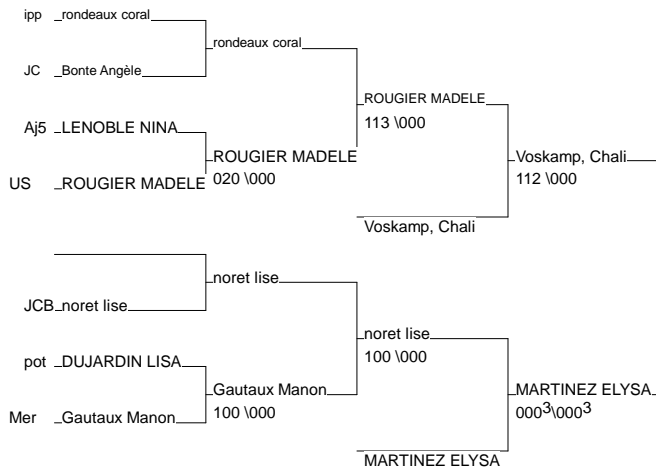 ipp rondeaux coral
rondeaux coral
JC Bonte Angèle
ROUGIER MADELE
113 \000
Aj5 LENOBLE NINA
ROUGIER MADELE
020 \000
Voskamp, Chali
112 \000
US ROUGIER MADELE
Voskamp, Chali
noret lise
JCB noret lise
noret lise
100 \000
pot DUJARDIN LISA
Gautaux Manon
100 \000
MARTINEZ ELYSA
000³\000³
Mer Gautaux Manon
MARTINEZ ELYSA